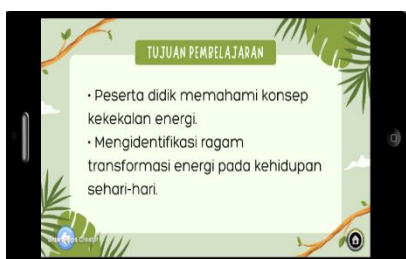 TUJUAN PEMBELAJARAN
• Peserta didik memahami konsep
kekekalan energi.
• Mengidentifikasi ragam
transformasi energi pada kehidupan
sehari-hari.